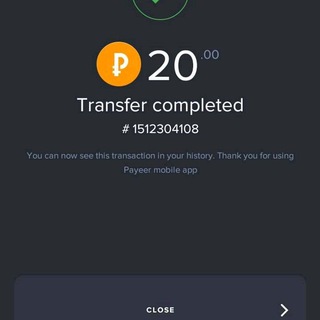 ₽ 20.00
Transfer completed
# 1512304108
You can now see this transaction in your history. Thank you for using
Payeer mobile app
CLOSE